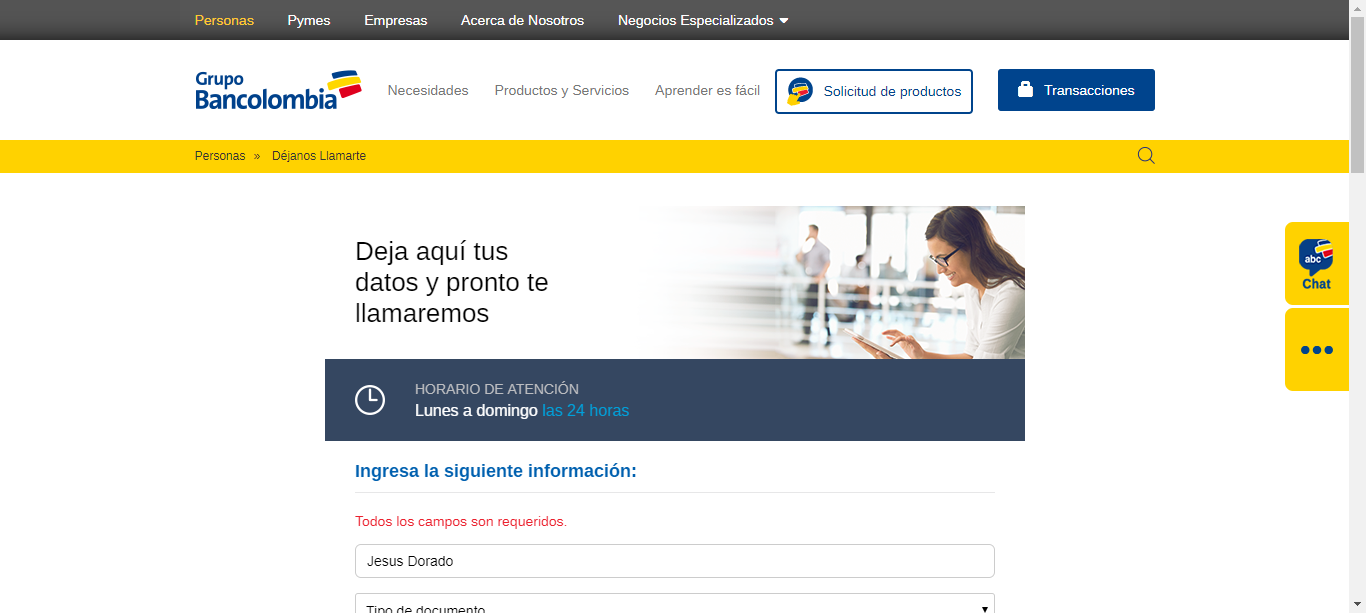 Personas Pymes Empresas Acerca de Nosotros Negocios Especializados
Grupo
Bancolombia
Necesidades Productos y Servicios Aprender es fácil Solicitud de productos Transacciones
Personas » Déjanos Llamarte
Deja aquí tus
datos y pronto te
llamaremos
abc
Chat
HORARIO DE ATENCIÓN
Lunes a domingo las 24 horas
Ingresa la siguiente información:
Todos los campos son requeridos.
Jesus Dorado
Tipo de documento